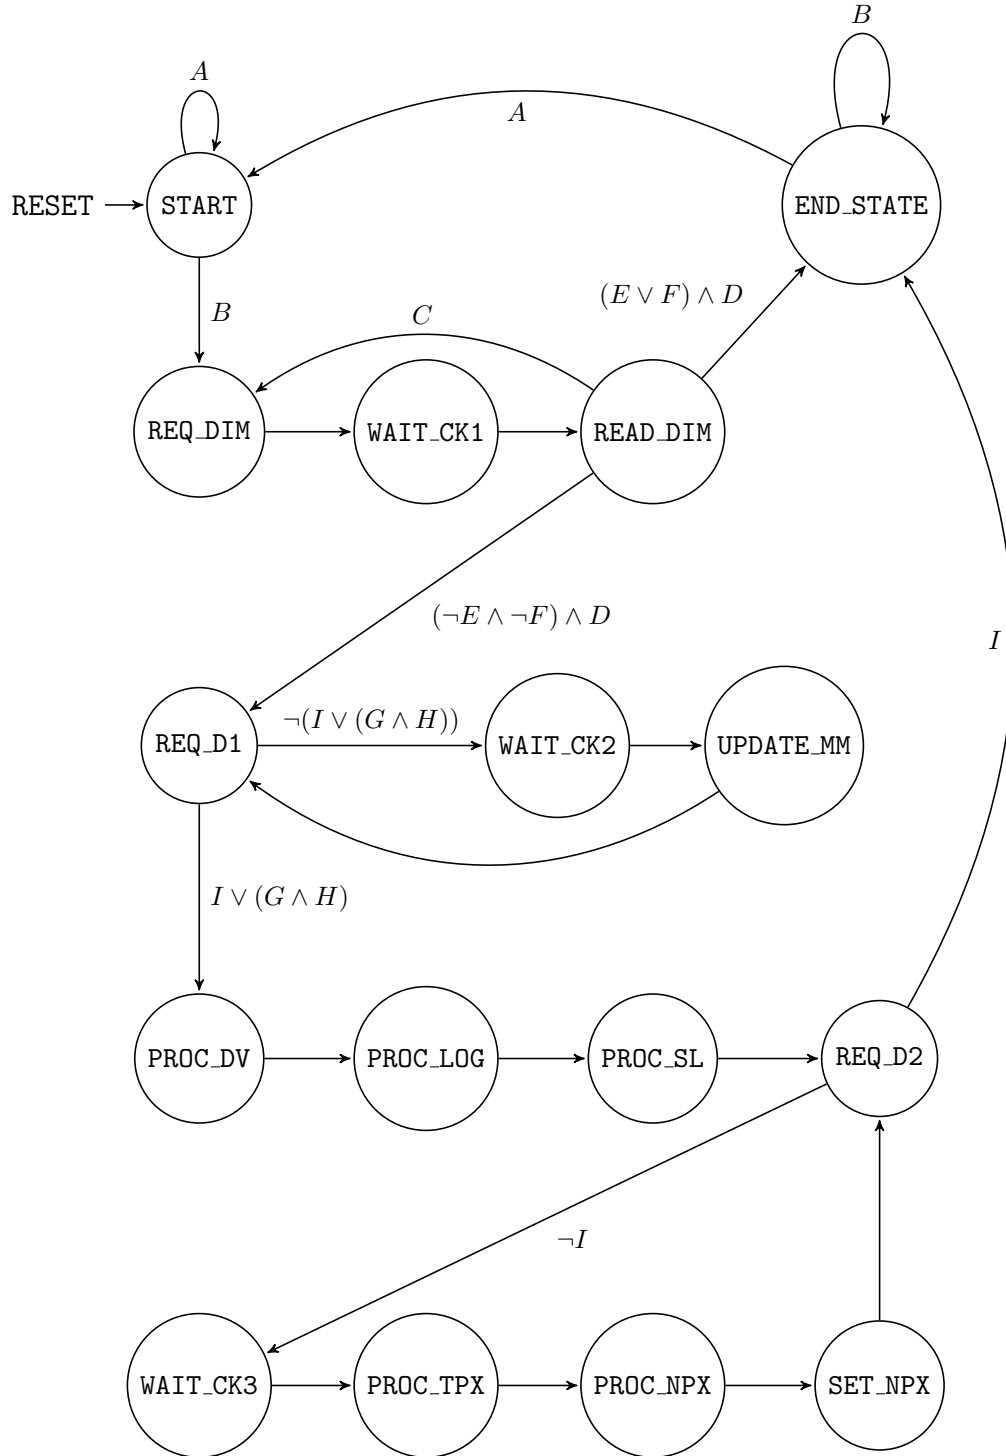 B
A
A
RESET
START
END_STATE
(E ∨ F) ∧ D
B
C
REQ_DIM
WAIT_CK1
READ_DIM
(¬E ∧ ¬F) ∧ D
I
¬(I ∨ (G ∧ H))
REQ_D1
WAIT_CK2
UPDATE_MM
I ∨ (G ∧ H)
PROC_DV
PROC_LOG
PROC_SL
REQ_D2
¬I
WAIT_CK3
PROC_TPX
PROC_NPX
SET_NPX